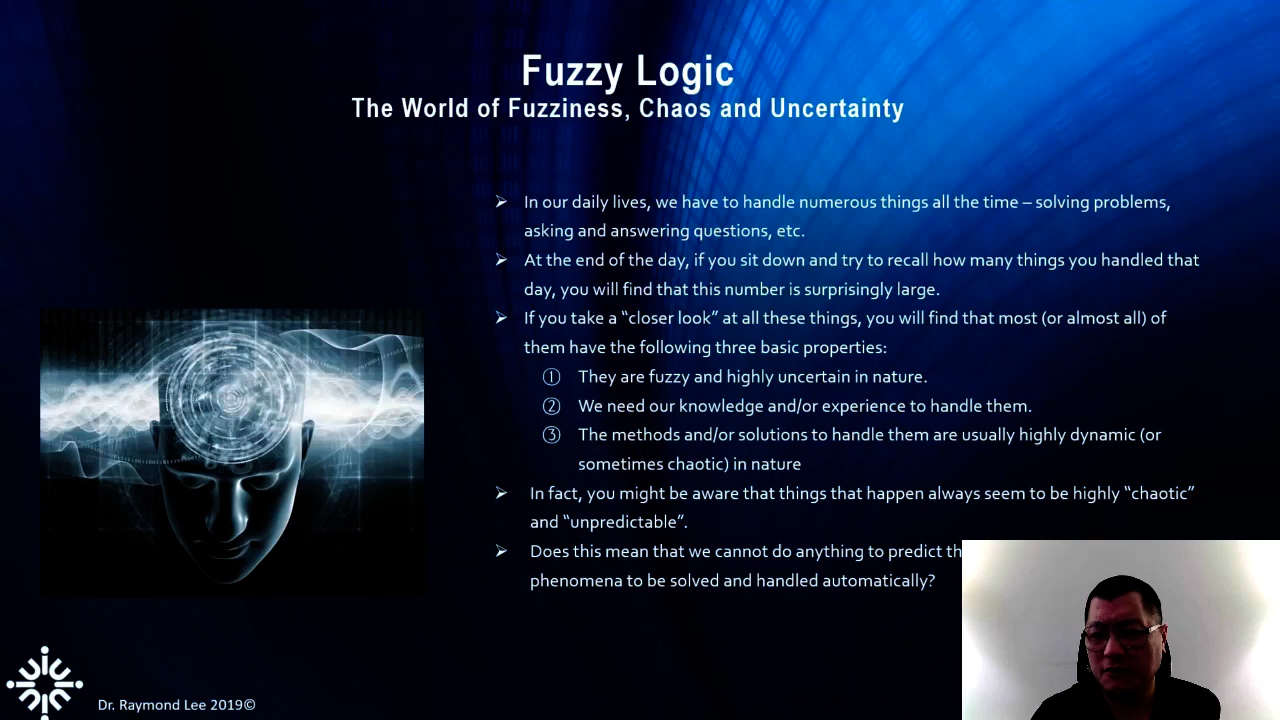 Fuzzy Logic
The World of Fuzziness, Chaos and Uncertainty
➢ In our daily lives, we have to handle numerous things all the time – solving problems,
asking and answering questions, etc.
➢ At the end of the day, if you sit down and try to recall how many things you handled that
day, you will find that this number is surprisingly large.
➢ If you take a “closer look” at all these things, you will find that most (or almost all) of
them have the following three basic properties:
① They are fuzzy and highly uncertain in nature.
② We need our knowledge and/or experience to handle them.
③ The methods and/or solutions to handle them are usually highly dynamic (or
sometimes chaotic) in nature
➢ In fact, you might be aware that things that happen always seem to be highly “chaotic”
and “unpredictable”.
➢ Does this mean that we cannot do anything to predict
phenomena to be solved and handled automatically?
Dr. Raymond Lee 2019©